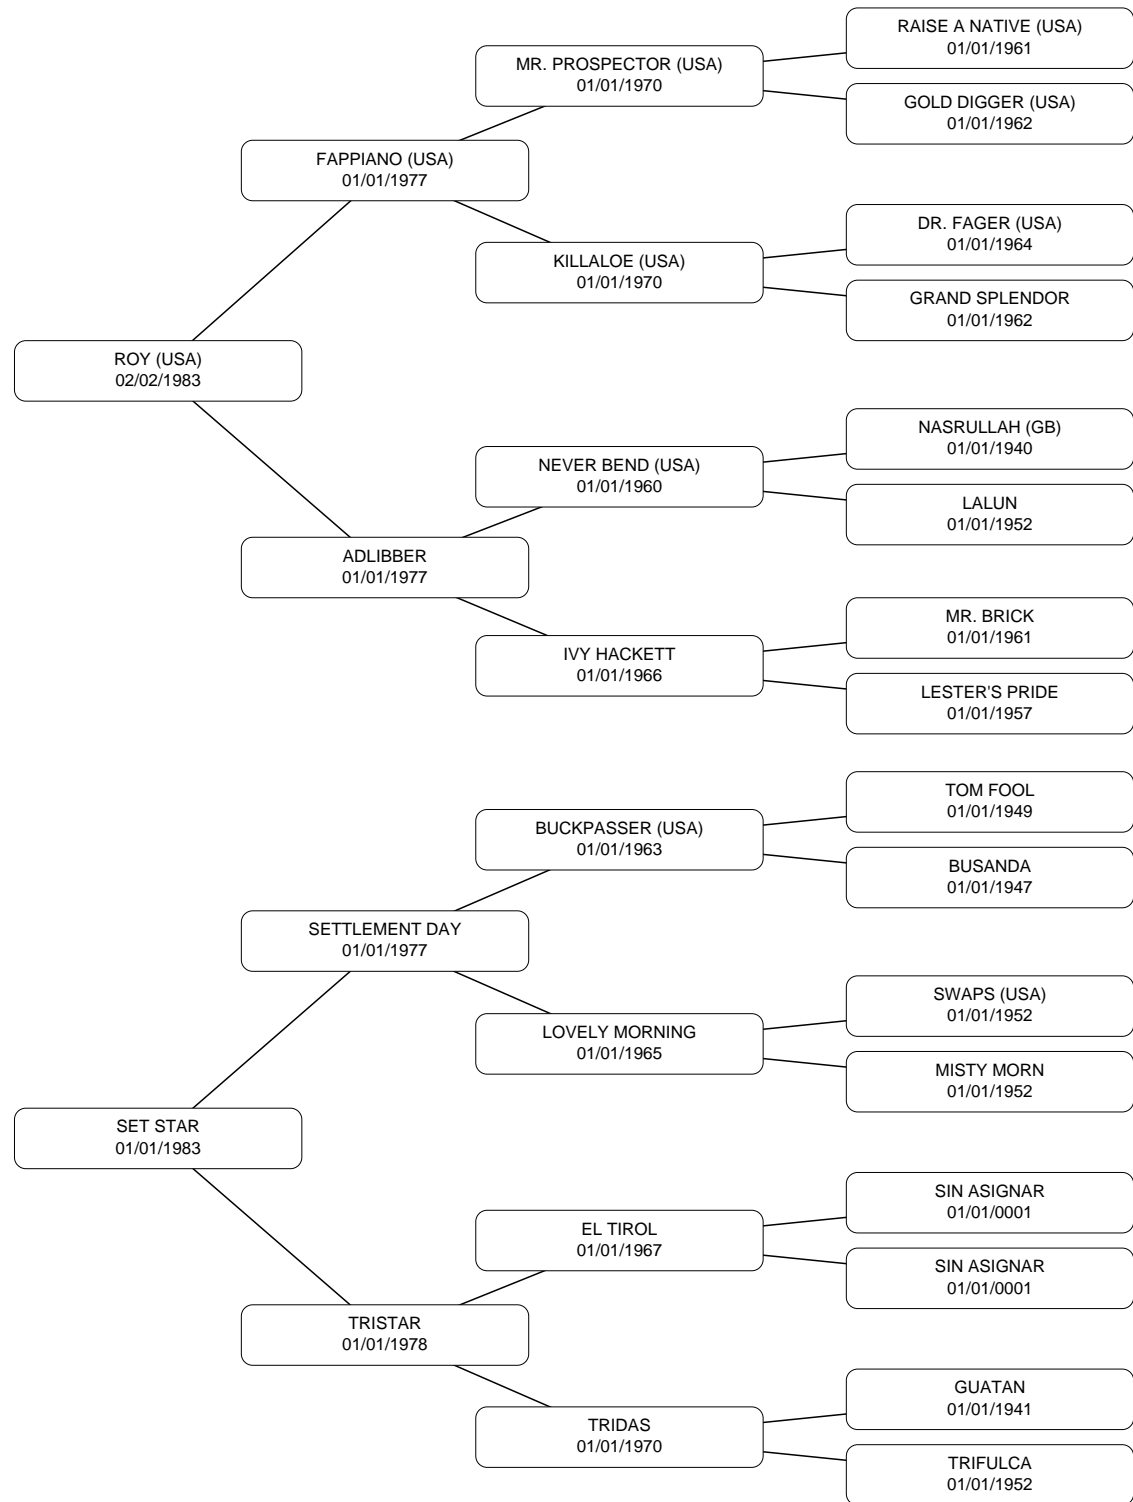 RAISE A NATIVE (USA)
01/01/1961
MR. PROSPECTOR (USA)
01/01/1970
GOLD DIGGER (USA)
01/01/1962
FAPPIANO (USA)
01/01/1977
DR. FAGER (USA)
01/01/1964
KILLALOE (USA)
01/01/1970
GRAND SPLENDOR
01/01/1962
ROY (USA)
02/02/1983
NASRULLAH (GB)
01/01/1940
NEVER BEND (USA)
01/01/1960
LALUN
01/01/1952
ADLIBBER
01/01/1977
MR. BRICK
01/01/1961
IVY HACKETT
01/01/1966
LESTER'S PRIDE
01/01/1957
TOM FOOL
01/01/1949
BUCKPASSER (USA)
01/01/1963
BUSANDA
01/01/1947
SETTLEMENT DAY
01/01/1977
SWAPS (USA)
01/01/1952
LOVELY MORNING
01/01/1965
MISTY MORN
01/01/1952
SET STAR
01/01/1983
SIN ASIGNAR
01/01/0001
EL TIROL
01/01/1967
SIN ASIGNAR
01/01/0001
TRISTAR
01/01/1978
GUATAN
01/01/1941
TRIDAS
01/01/1970
TRIFULCA
01/01/1952